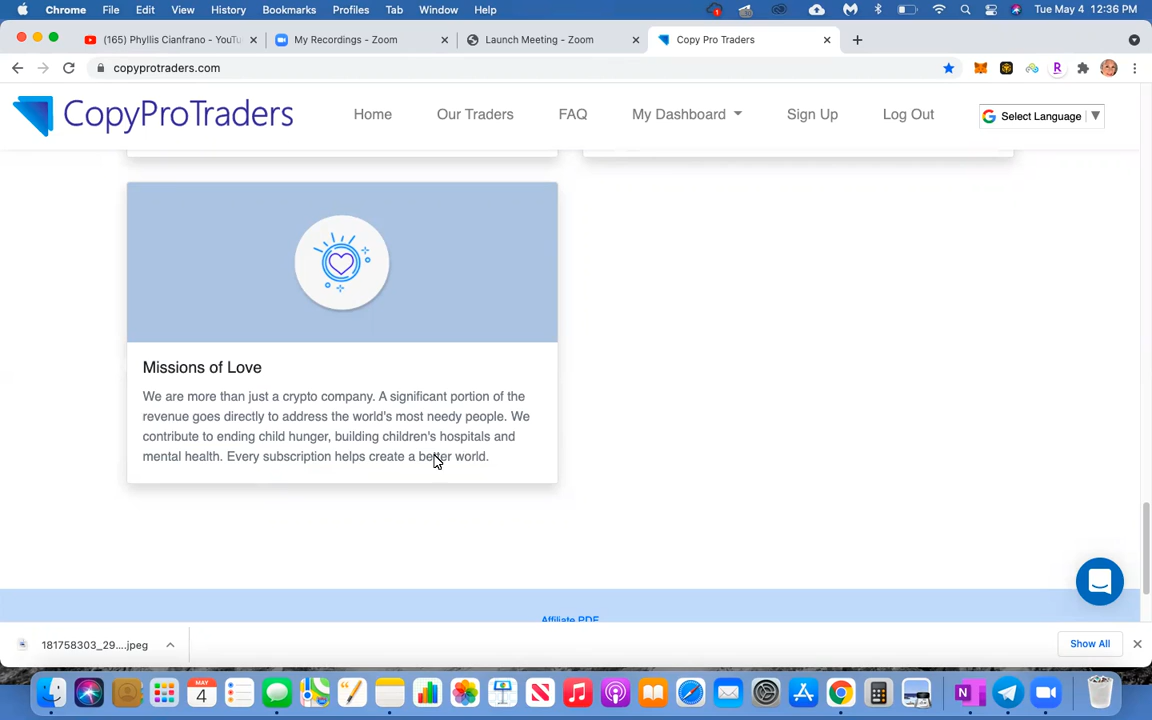 Chrome File Edit View History Bookmarks Profiles Tab Window Help Tue May 4 12:36 PM
(165) Phyllis Cianfrano - YouTu My Recordings - Zoom Launch Meeting - Zoom Copy Pro Traders
copyprotraders.com
CopyProTraders Home Our Traders FAQ My Dashboard Sign Up Log Out Select Language
Missions of Love
We are more than just a crypto company. A significant portion of the
revenue goes directly to address the world's most needy people. We
contribute to ending child hunger, building children's hospitals and
mental health. Every subscription helps create a better world.
Affiliate PDF
181758303_29....jpeg Show All
MAY
4